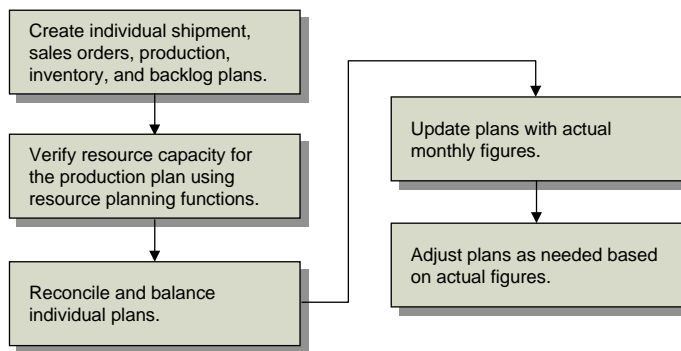 Create individual shipment,
sales orders, production,
inventory, and backlog plans.
Verify resource capacity for
the production plan using
resource planning functions.
Reconcile and balance
individual plans.
Update plans with actual
monthly figures.
Adjust plans as needed based
on actual figures.